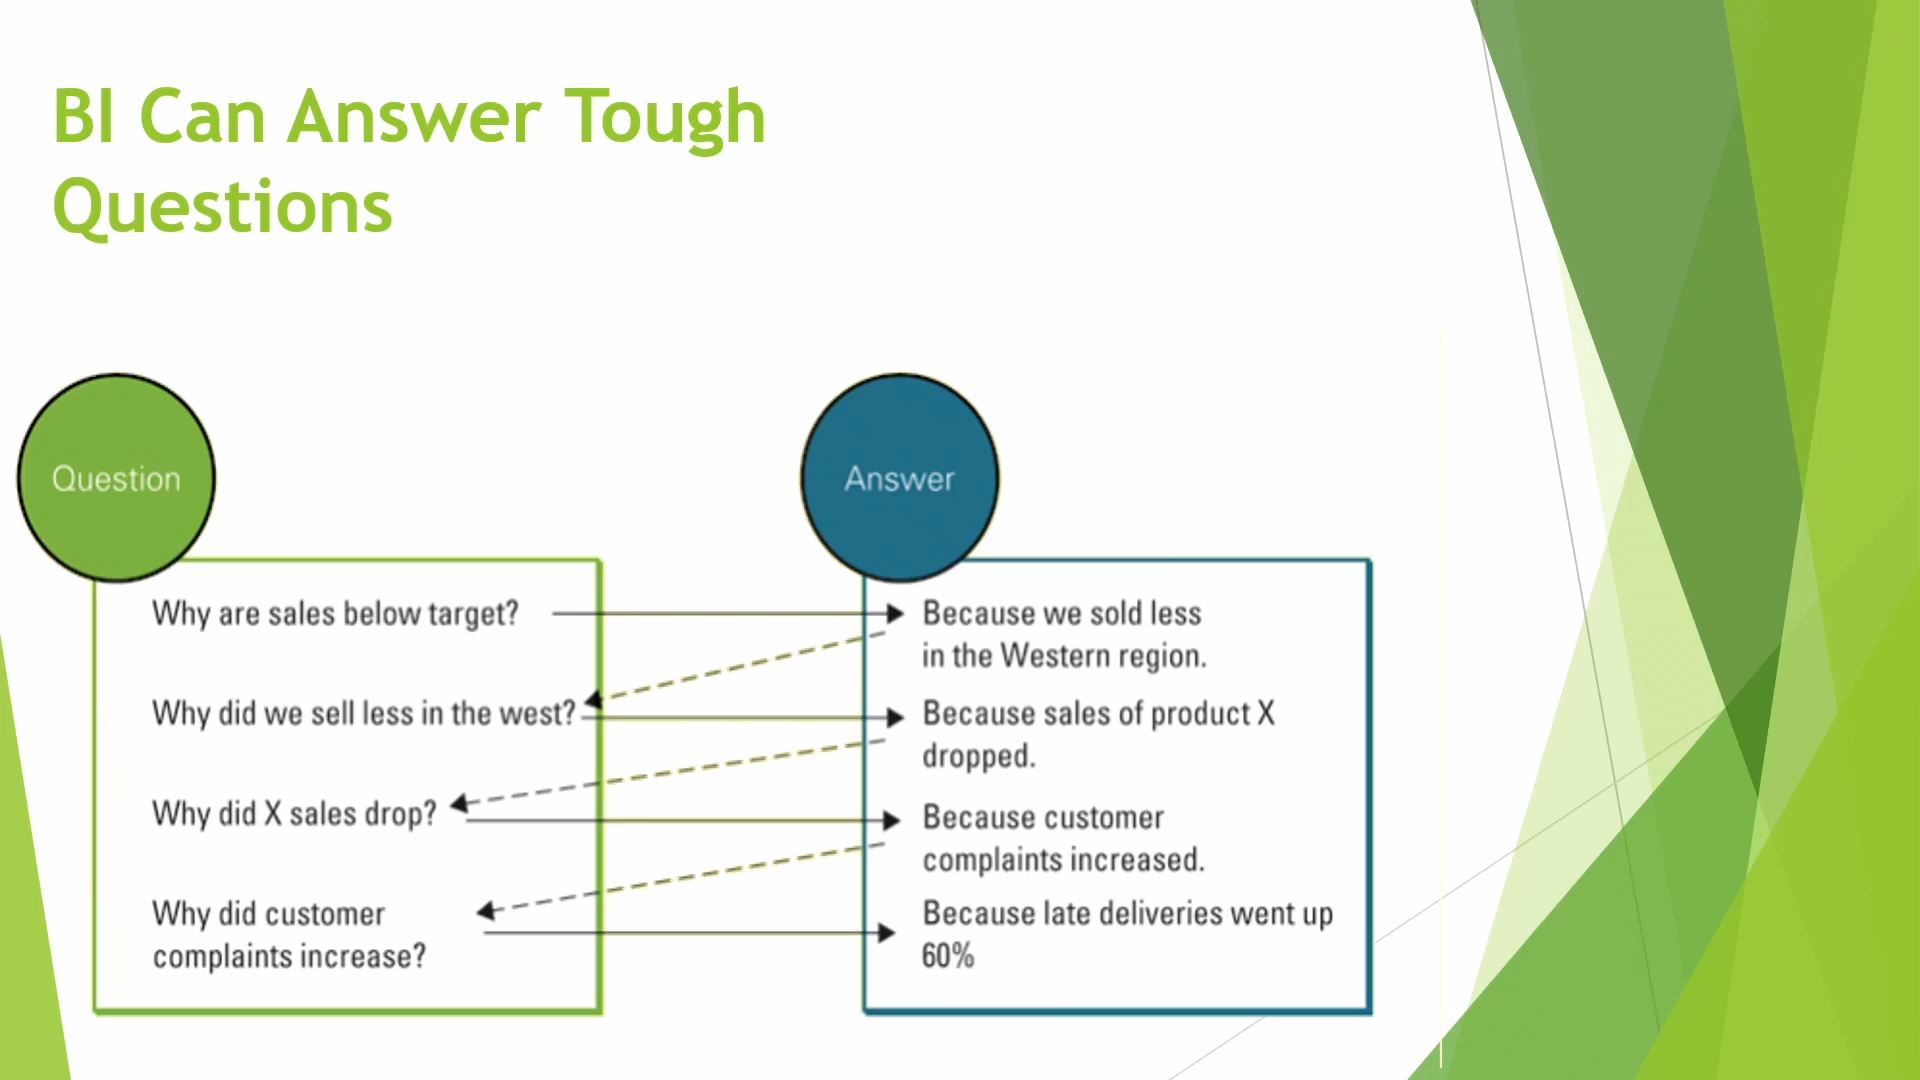 BI Can Answer Tough
Questions
Question
Why are sales below target?
Why did we sell less in the west?
Why did X sales drop?
Why did customer
complaints increase?
Answer
Because we sold less
in the Western region.
Because sales of product X
dropped.
Because customer
complaints increased.
Because late deliveries went up
60%